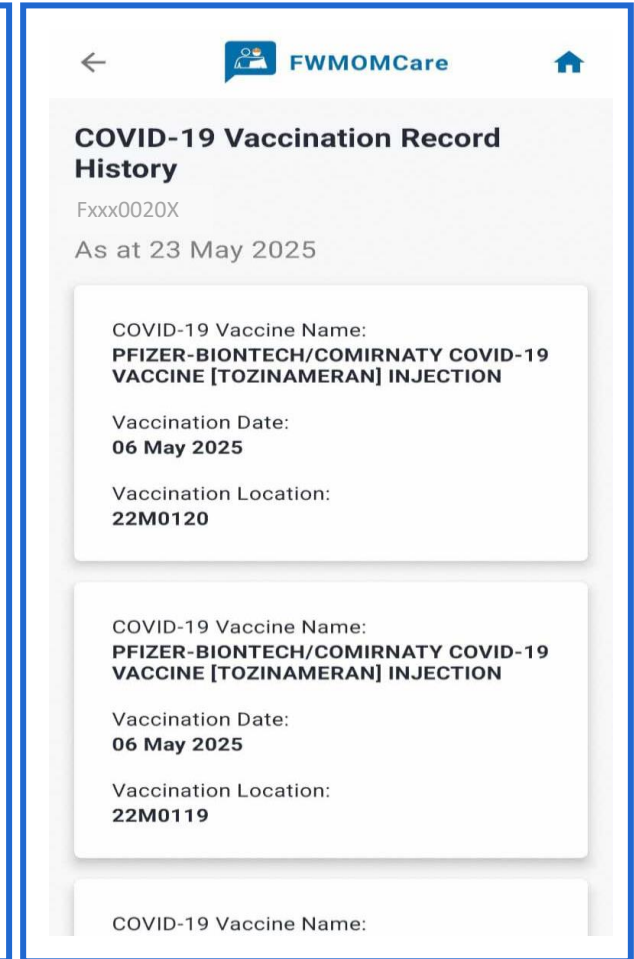 FWMOMCare
COVID-19 Vaccination Record
History
Fxxx0020X
As at 23 May 2025
COVID-19 Vaccine Name:
PFIZER-BIONTECH/COMIRNATY COVID-19
VACCINE [TOZINAMERAN] INJECTION
Vaccination Date:
06 May 2025
Vaccination Location:
22M0120
COVID-19 Vaccine Name:
PFIZER-BIONTECH/COMIRNATY COVID-19
VACCINE [TOZINAMERAN] INJECTION
Vaccination Date:
06 May 2025
Vaccination Location:
22M0119
COVID-19 Vaccine Name: